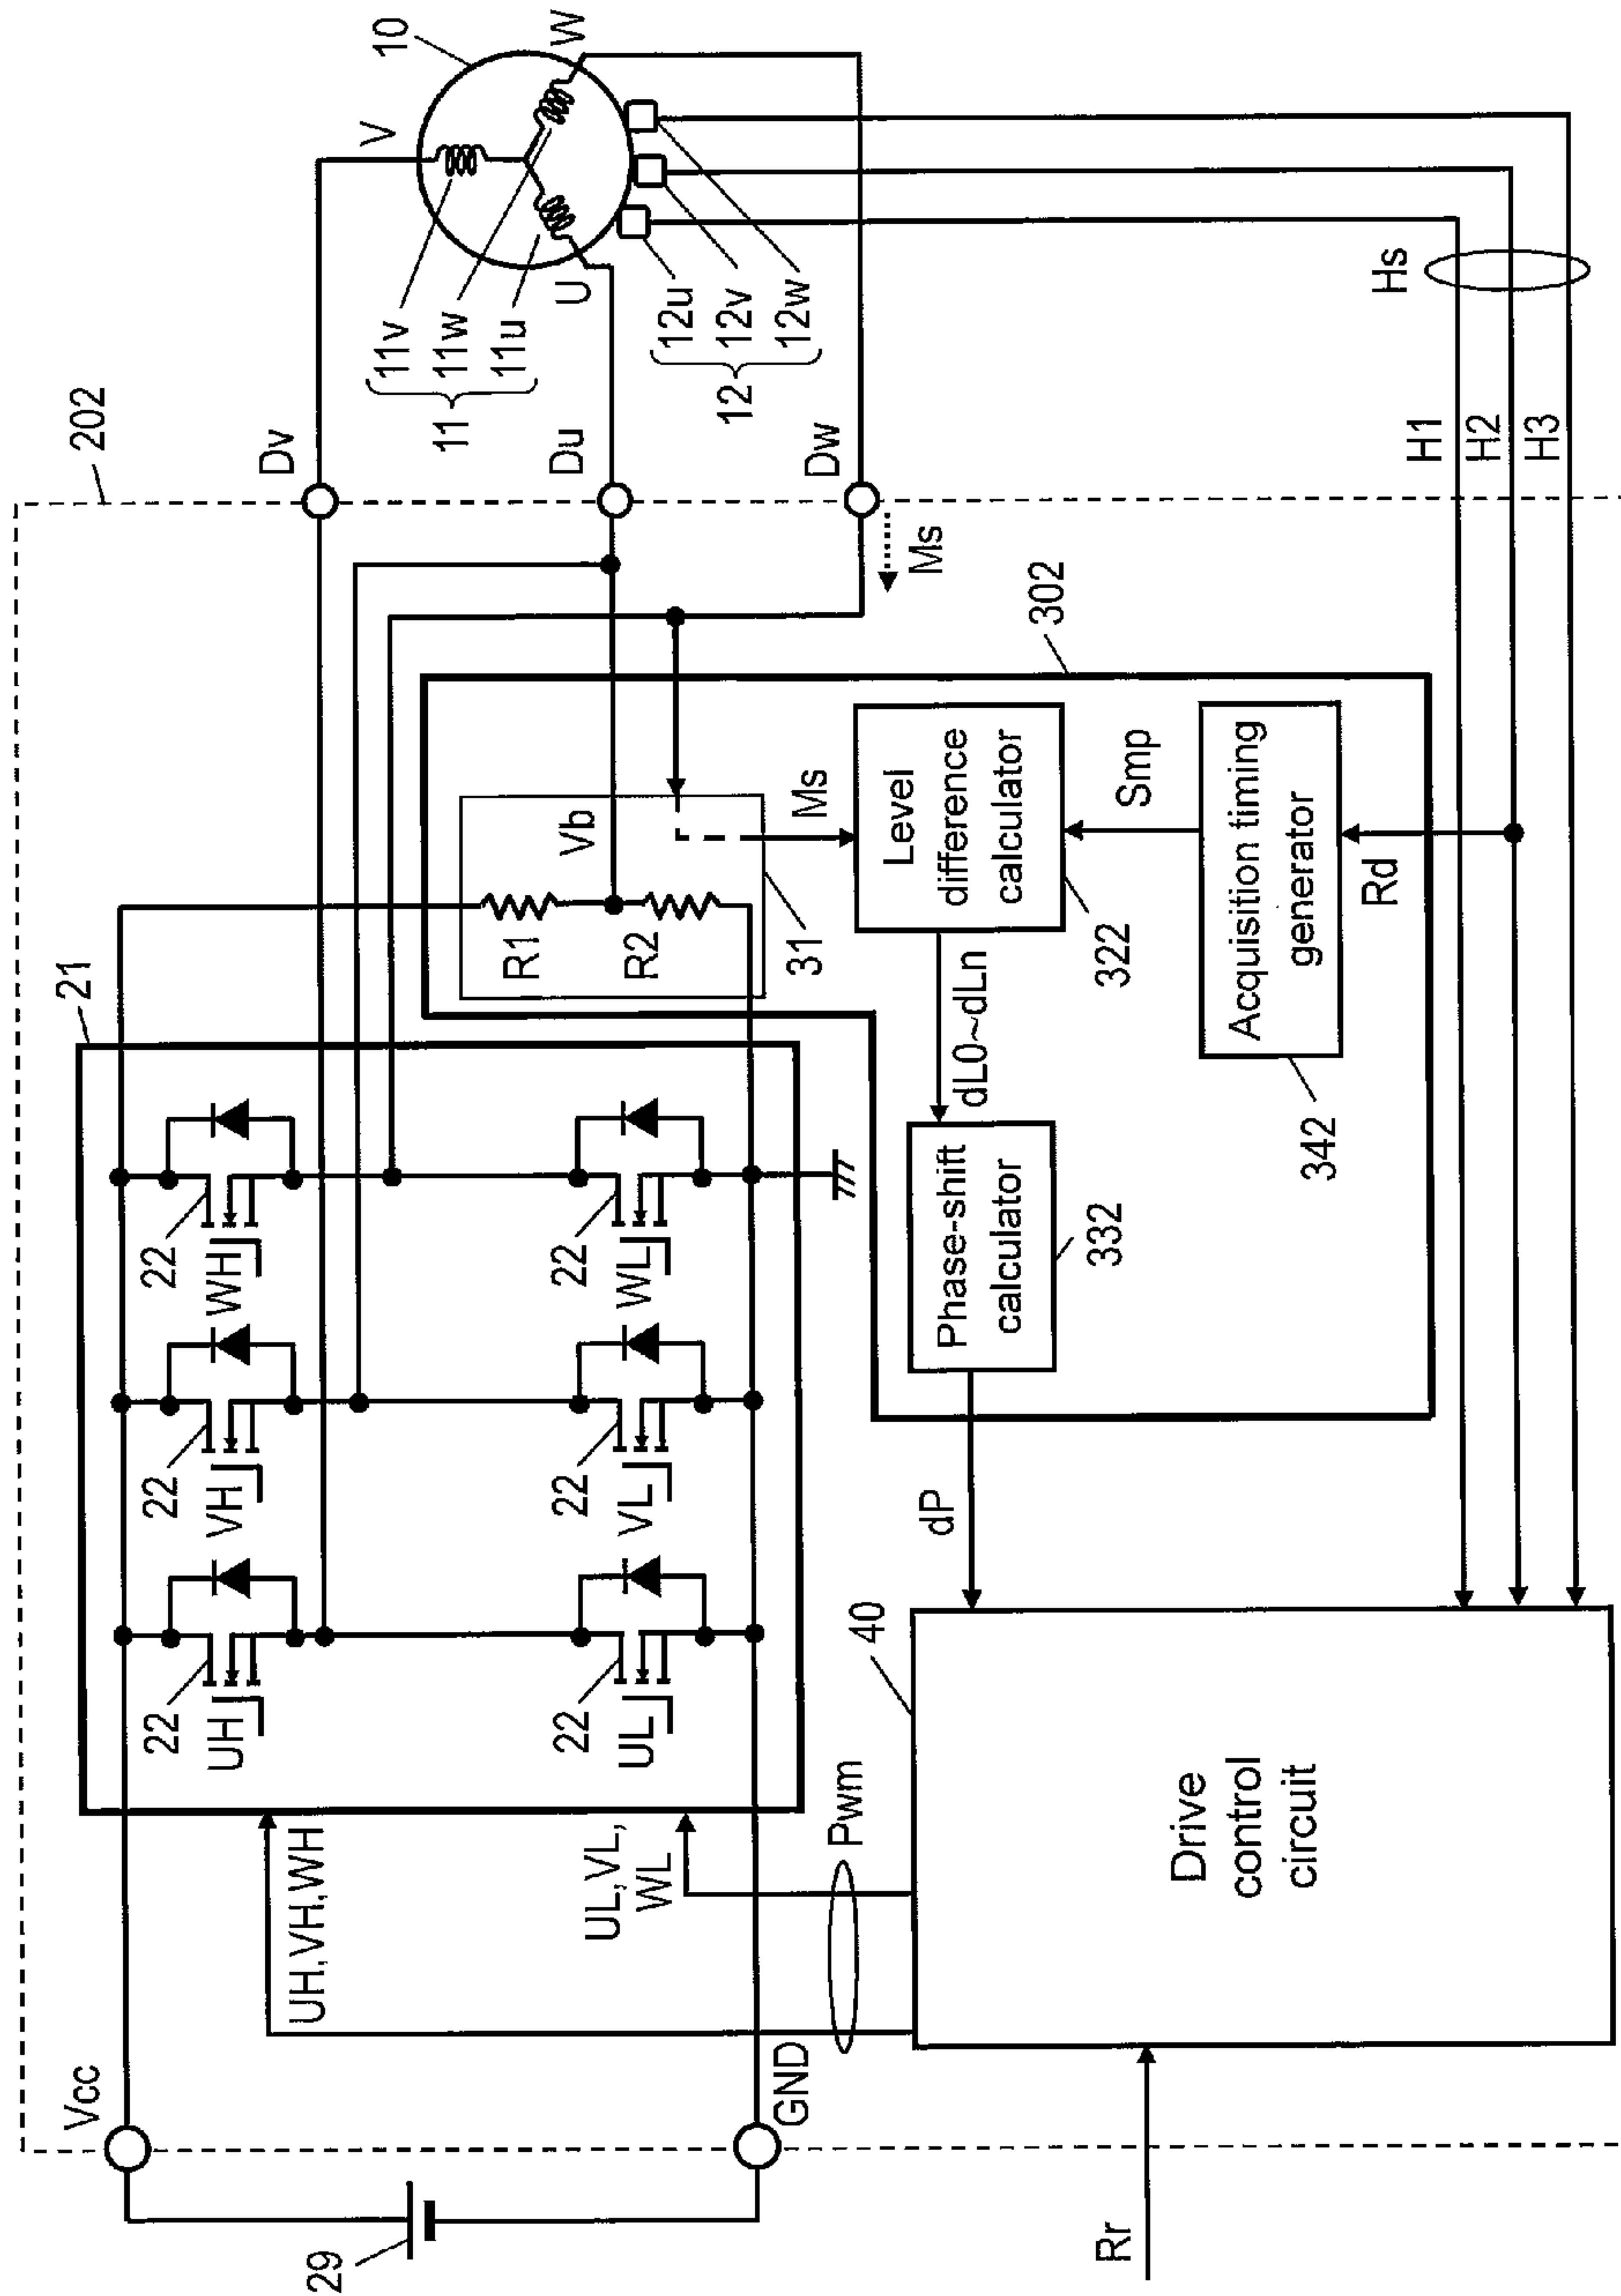 202
Vcc
29
GND
21
22
UH
22
VH
22
WH
22
UL
22
VL
22
WL
UH,VH,WH
UL,VL,
WL
Pwm
R1
R2
Vb
31
Ms
Dv
Du
Dw
Ms
V
U
W
10
11v
11w
11u
11
12u
12v
12w
12
302
Level
difference
calculator
322
dL0~dLn
Phase-shift
calculator
332
Smp
Acquisition timing
generator
342
Rd
dP
40
Drive
control
circuit
Rr
Hs
H1
H2
H3